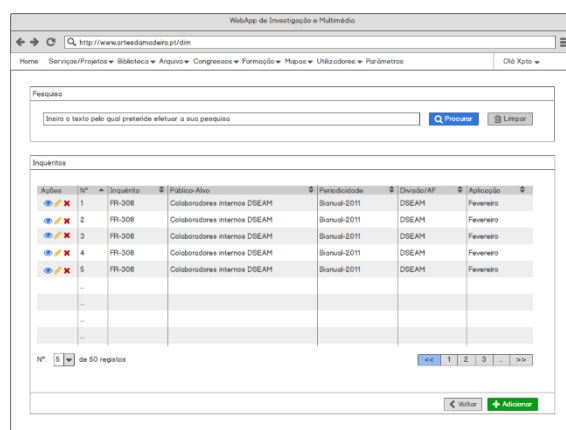 WebApp de Investigação e Multimédia
http://www.artesdamadeira.pt/dim
Home Serviços/Projetos Biblioteca Arquivo Congressos Formação Mapas Utilizadores Parâmetros Olá Xpto
Pesquisa
Insira o texto pelo qual pretende efetuar a sua pesquisa Procurar Limpar
Inquéritos
Ações Nº Inquérito Público-Alvo Periodicidade Divisão/AF Aplicação
1 FR-308 Colaboradores internos DSEAM Bianual-2011 DSEAM Fevereiro
2 FR-308 Colaboradores internos DSEAM Bianual-2011 DSEAM Fevereiro
3 FR-308 Colaboradores internos DSEAM Bianual-2011 DSEAM Fevereiro
4 FR-308 Colaboradores internos DSEAM Bianual-2011 DSEAM Fevereiro
5 FR-308 Colaboradores internos DSEAM Bianual-2011 DSEAM Fevereiro
...
...
...
...
Nº: 5 de 50 registos << 1 2 3 ... >>
Voltar Adicionar